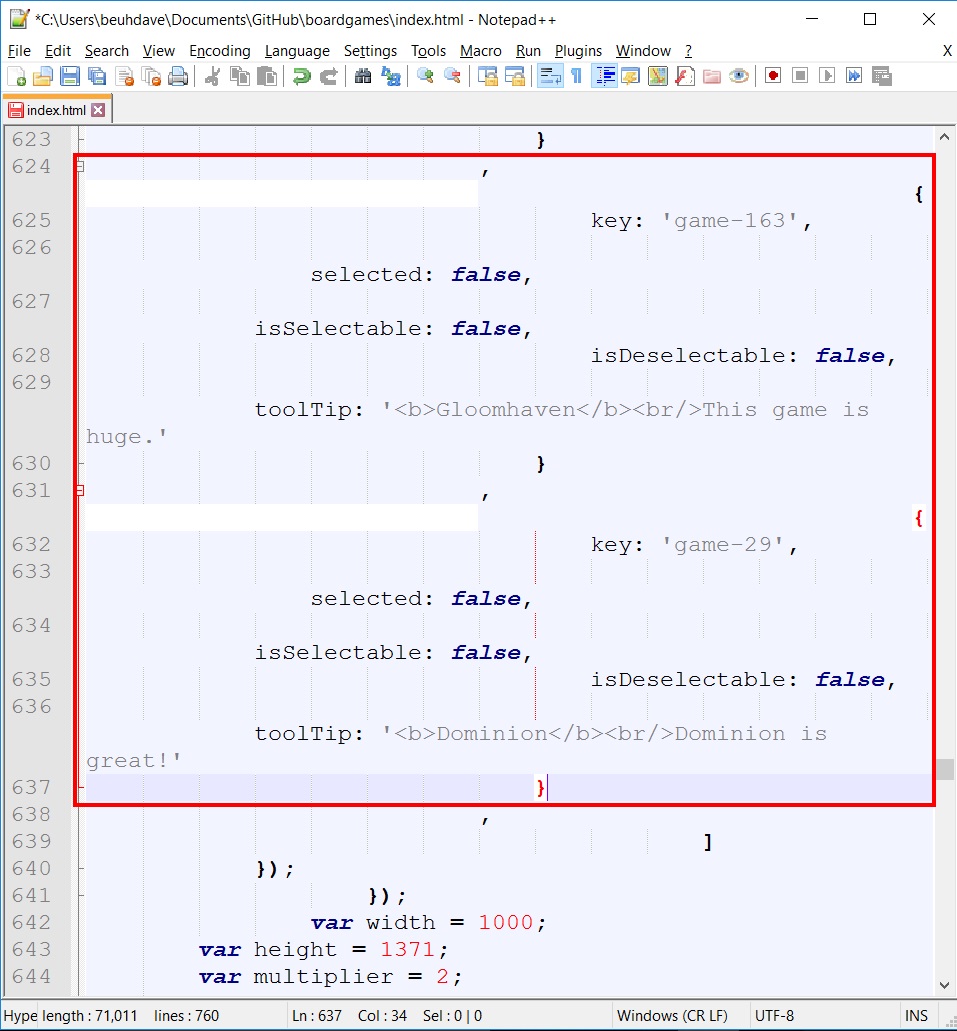 *C:\Users\beuhdave\Documents\GitHub\boardgames\index.html - Notepad++
File Edit Search View Encoding Language Settings Tools Macro Run Plugins Window ? X
index.html
623 }
624 ,
{
625 key: 'game-163',
626
selected: false,
627
isSelectable: false,
628 isDeselectable: false,
629
toolTip: '<b>Gloomhaven</b><br/>This game is
huge.'
630 }
631 ,
{
632 key: 'game-29',
633
selected: false,
634
isSelectable: false,
635 isDeselectable: false,
636
toolTip: '<b>Dominion</b><br/>Dominion is
great!'
637 }
638 ,
639 ]
640 });
641 });
642 var width = 1000;
643 var height = 1371;
644 var multiplier = 2;
Hype length : 71,011 lines : 760 Ln : 637 Col : 34 Sel : 0 | 0 Windows (CR LF) UTF-8 INS